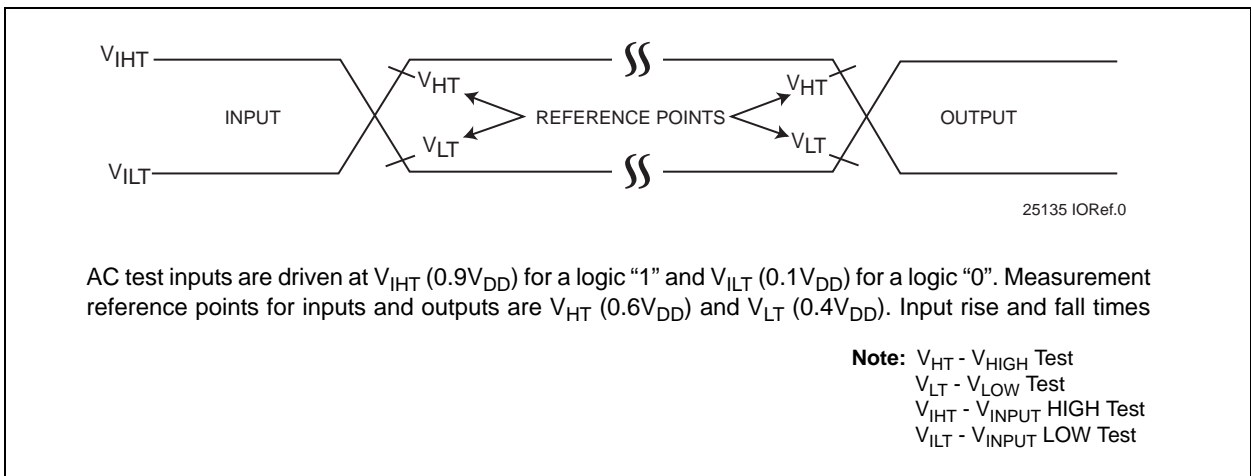 VIHT
VHT
VHT
INPUT
REFERENCE POINTS
OUTPUT
VLT
VLT
VILT
25135 IORef.0
AC test inputs are driven at VIHT (0.9VDD) for a logic “1” and VILT (0.1VDD) for a logic “0”. Measurement
reference points for inputs and outputs are VHT (0.6VDD) and VLT (0.4VDD). Input rise and fall times
Note: VHT - VHIGH Test
VLT - VLOW Test
VIHT - VINPUT HIGH Test
VILT - VINPUT LOW Test